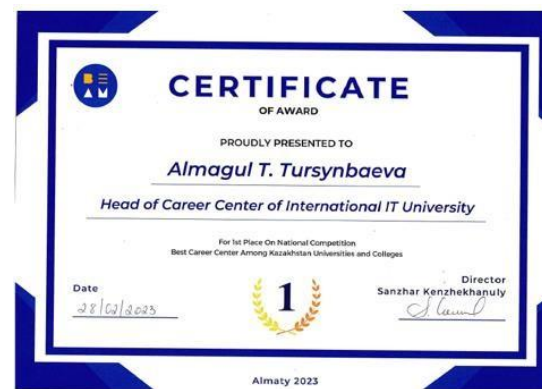 BE
AM
CERTIFICATE
OF AWARD
PROUDLY PRESENTED TO
Almagul T. Tursynbaeva
Head of Career Center of International IT University
For 1st Place On National Competition
Best Career Center Among Kazakhstan Universities and Colleges
Date
28/02/2023
1
Director
Sanzhar Kenzhekhanuly
Almaty 2023